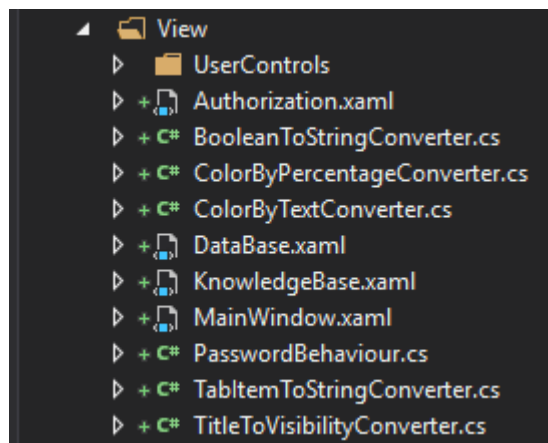 View
UserControls
+ Authorization.xaml
+ C# BooleanToStringConverter.cs
+ C# ColorByPercentageConverter.cs
+ C# ColorByTextConverter.cs
+ DataBase.xaml
+ KnowledgeBase.xaml
+ MainWindow.xaml
+ C# PasswordBehaviour.cs
+ C# TabItemToStringConverter.cs
+ C# TitleToVisibilityConverter.cs